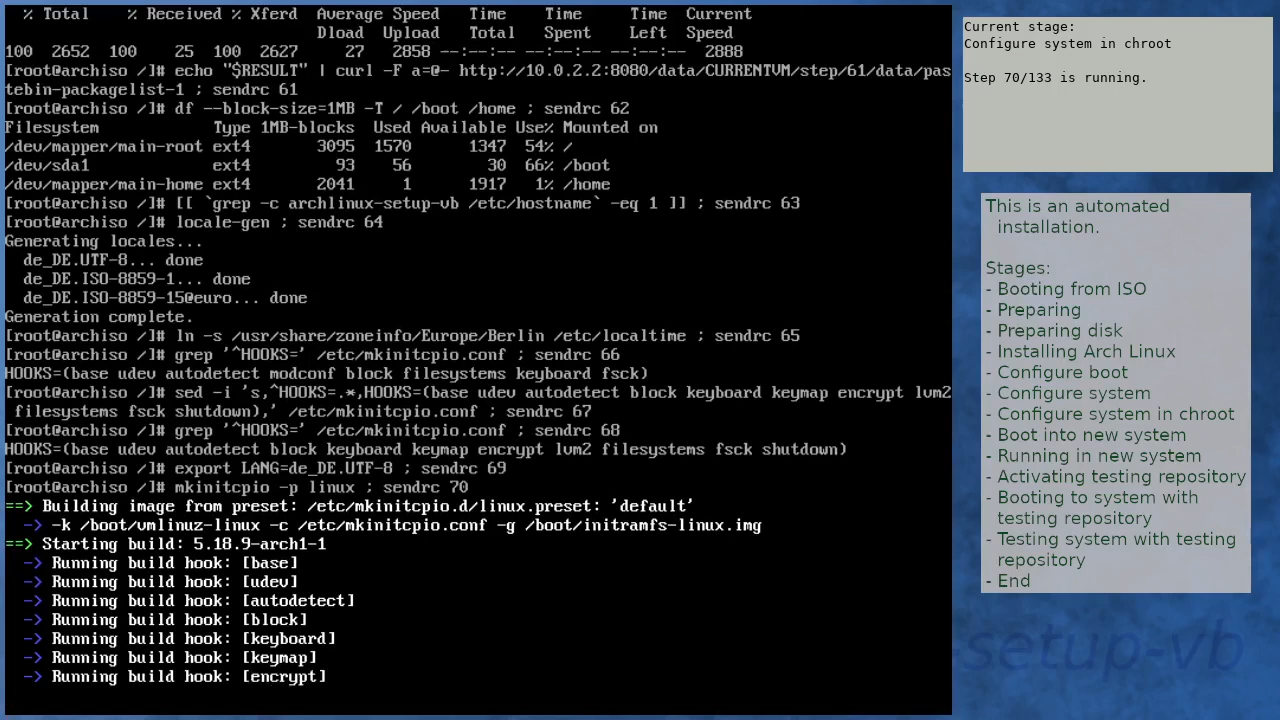 % Total    % Received % Xferd  Average Speed   Time    Time     Time  Current
                                 Dload  Upload   Total   Spent    Left  Speed
100  2652  100    25  100  2627     27   2858 --:--:-- --:--:-- --:--:--  2888
[root@archiso /]# echo "$RESULT" | curl -F a=@- http://10.0.2.2:8080/data/CURRENTVM/step/61/data/pas
tebin-packagelist-1 ; sendrc 61
[root@archiso /]# df --block-size=1MB -T / /boot /home ; sendrc 62
Filesystem            Type 1MB-blocks  Used Available Use% Mounted on
/dev/mapper/main-root ext4       3095  1570      1347  54% /
/dev/sda1             ext4         93    56        30  66% /boot
/dev/mapper/main-home ext4       2041     1      1917   1% /home
[root@archiso /]# [[ `grep -c archlinux-setup-vb /etc/hostname` -eq 1 ]] ; sendrc 63
[root@archiso /]# locale-gen ; sendrc 64
Generating locales...
  de_DE.UTF-8... done
  de_DE.ISO-8859-1... done
  de_DE.ISO-8859-15@euro... done
Generation complete.
[root@archiso /]# ln -s /usr/share/zoneinfo/Europe/Berlin /etc/localtime ; sendrc 65
[root@archiso /]# grep '^HOOKS=' /etc/mkinitcpio.conf ; sendrc 66
HOOKS=(base udev autodetect modconf block filesystems keyboard fsck)
[root@archiso /]# sed -i 's,^HOOKS=.*,HOOKS=(base udev autodetect block keyboard keymap encrypt lvm2
 filesystems fsck shutdown),' /etc/mkinitcpio.conf ; sendrc 67
[root@archiso /]# grep '^HOOKS=' /etc/mkinitcpio.conf ; sendrc 68
HOOKS=(base udev autodetect block keyboard keymap encrypt lvm2 filesystems fsck shutdown)
[root@archiso /]# export LANG=de_DE.UTF-8 ; sendrc 69
[root@archiso /]# mkinitcpio -p linux ; sendrc 70
==> Building image from preset: /etc/mkinitcpio.d/linux.preset: 'default'
  -> -k /boot/vmlinuz-linux -c /etc/mkinitcpio.conf -g /boot/initramfs-linux.img
==> Starting build: 5.18.9-arch1-1
  -> Running build hook: [base]
  -> Running build hook: [udev]
  -> Running build hook: [autodetect]
  -> Running build hook: [block]
  -> Running build hook: [keyboard]
  -> Running build hook: [keymap]
  -> Running build hook: [encrypt]
Current stage:
Configure system in chroot
Step 70/133 is running.
This is an automated
installation.
Stages:
- Booting from ISO
- Preparing
- Preparing disk
- Installing Arch Linux
- Configure boot
- Configure system
- Configure system in chroot
- Boot into new system
- Running in new system
- Activating testing repository
- Booting to system with
testing repository
- Testing system with testing
repository
- End
-setup-vb